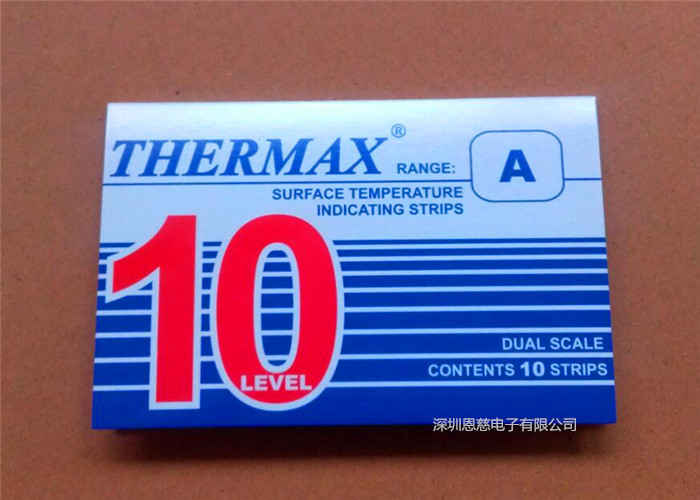 THERMAX®
RANGE: A
SURFACE TEMPERATURE
INDICATING STRIPS
10
LEVEL
DUAL SCALE
CONTENTS 10 STRIPS
深圳恩慈电子有限公司